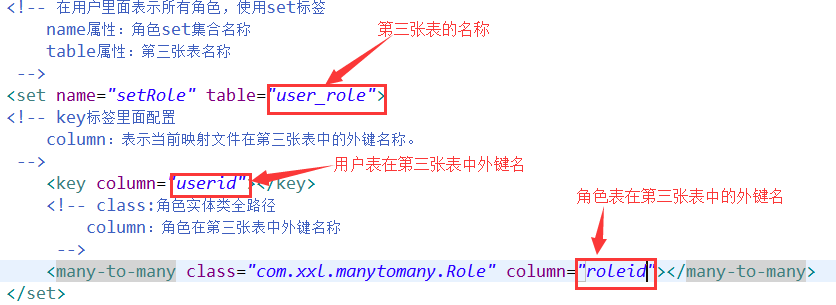 <!-- 在用户里面表示所有角色，使用set标签
name属性：角色set集合名称
第三张表的名称
table属性：第三张表名称
-->
<set name="setRole" table="user_role">
<!-- key标签里面配置
column：表示当前映射文件在第三张表中的外键名称。
-->
用户表在第三张表中外键名
<key column="userid"></key>
<!-- class:角色实体类全路径
角色表在第三张表中的外键名
column：角色在第三张表中外键名称
-->
<many-to-many class="com.xxl.manytomany.Role" column="roleid"></many-to-many>
</set>